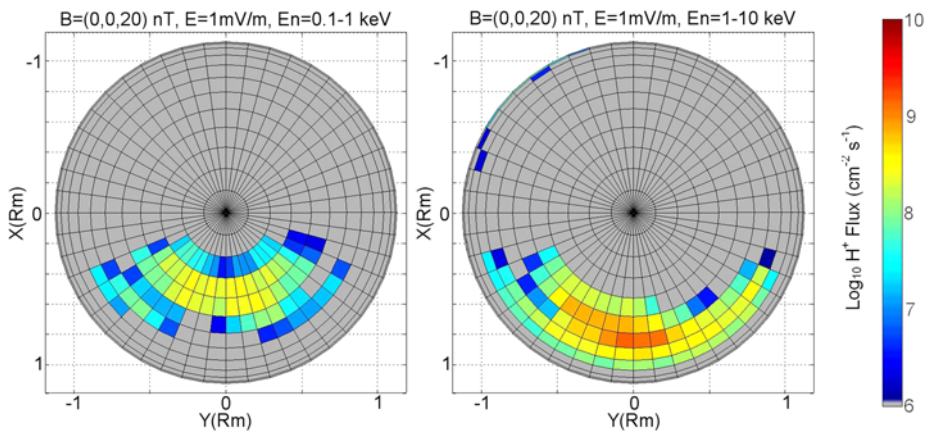 B=(0,0,20) nT, E=1mV/m, En=0.1-1 keV
B=(0,0,20) nT, E=1mV/m, En=1-10 keV
-1
0
1
X(Rm)
-1
0
1
Y(Rm)
-1
0
1
X(Rm)
-1
0
1
Y(Rm)
10
9
8
7
6
Log₁₀ H⁺ Flux (cm⁻² s⁻¹)